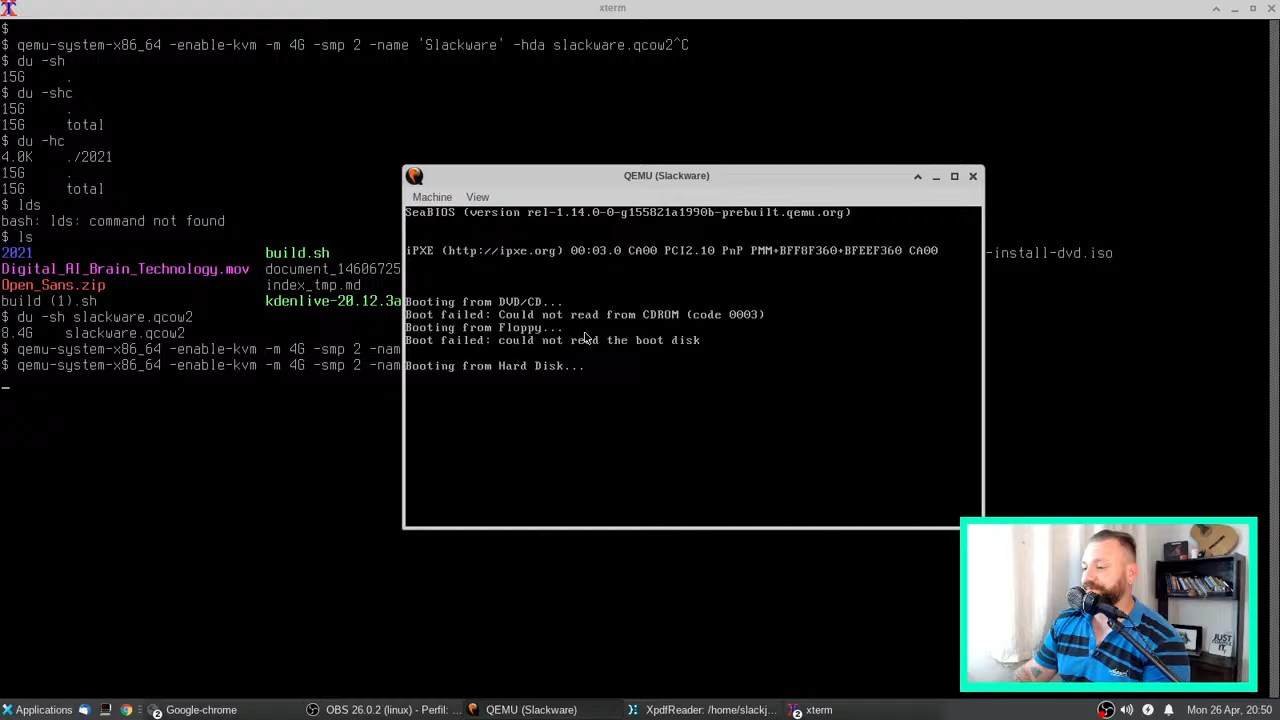 xterm
$
$ qemu-system-x86_64 -enable-kvm -m 4G -smp 2 -name 'Slackware' -hda slackware.qcow2^C
$ du -sh
15G .
$ du -shc
15G .
15G total
$ du -hc
4.0K ./2021
15G .
15G total
$ lds
bash: lds: command not found
$ ls
2021 build.sh -install-dvd.iso
Digital_AI_Brain_Technology.mov document_14606725
Open_Sans.zip index_tmp.md
build (1).sh kdenlive-20.12.3a
$ du -sh slackware.qcow2
8.4G slackware.qcow2
$ qemu-system-x86_64 -enable-kvm -m 4G -smp 2 -nam
$ qemu-system-x86_64 -enable-kvm -m 4G -smp 2 -nam
QEMU (Slackware)
Machine View
SeaBIOS (version rel-1.14.0-0-g155821a1990b-prebuilt.qemu.org)
iPXE (http://ipxe.org) 00:03.0 CA00 PCI2.10 PnP PMM+BFF8F360+BFEEF360 CA00
Booting from DVD/CD...
Boot failed: Could not read from CDROM (code 0003)
Booting from Floppy...
Boot failed: could not read the boot disk
Booting from Hard Disk...
Applications 2 Google-chrome OBS 26.0.2 (linux) - Perfil: ... QEMU (Slackware) XpdfReader: /home/slackj... 2 xterm Mon 26 Apr, 20:50